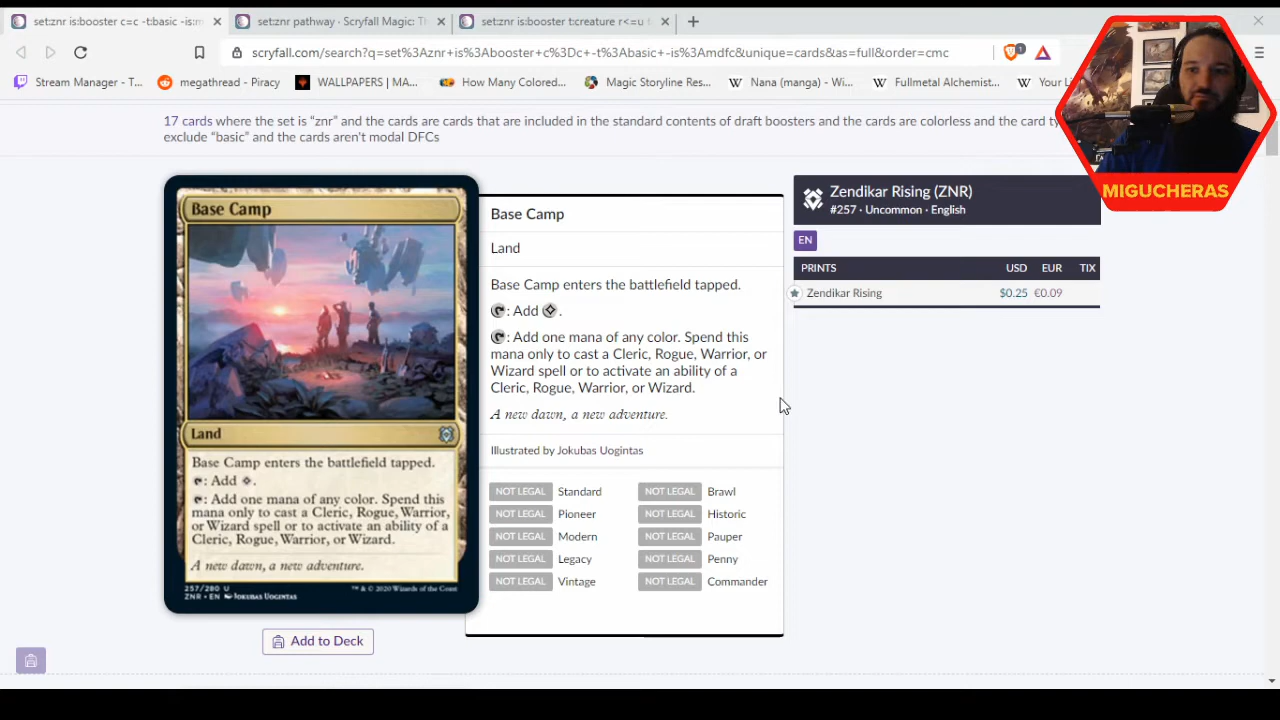 set:znr is:booster c=c -t:basic -is:m
set:znr pathway · Scryfall Magic: Th
set:znr is:booster t:creature r<=u t
scryfall.com/search?q=set%3Aznr+is%3Abooster+c%3Dc+-t%3Abasic+-is%3Amdfc&unique=cards&as=full&order=cmc
1
Stream Manager - T...
megathread - Piracy
WALLPAPERS | MA...
How Many Colored...
Magic Storyline Res...
Nana (manga) - Wi...
Fullmetal Alchemist...
Your Li
17 cards where the set is “znr” and the cards are cards that are included in the standard contents of draft boosters and the cards are colorless and the card ty
exclude “basic” and the cards aren't modal DFCs
MIGUCHERAS
Base Camp
Land
Base Camp enters the battlefield tapped.
: Add .
: Add one mana of any color. Spend this
mana only to cast a Cleric, Rogue, Warrior,
or Wizard spell or to activate an ability of a
Cleric, Rogue, Warrior, or Wizard.
A new dawn, a new adventure.
257/280 U
ZNR • EN Jokubas Uogintas
™ & © 2020 Wizards of the Coast
Add to Deck
Base Camp
Land
Base Camp enters the battlefield tapped.
: Add .
: Add one mana of any color. Spend this
mana only to cast a Cleric, Rogue, Warrior, or
Wizard spell or to activate an ability of a
Cleric, Rogue, Warrior, or Wizard.
A new dawn, a new adventure.
Illustrated by Jokubas Uogintas
NOT LEGAL Standard NOT LEGAL Brawl
NOT LEGAL Pioneer NOT LEGAL Historic
NOT LEGAL Modern NOT LEGAL Pauper
NOT LEGAL Legacy NOT LEGAL Penny
NOT LEGAL Vintage NOT LEGAL Commander
Zendikar Rising (ZNR)
#257 · Uncommon · English
EN
PRINTS USD EUR TIX
Zendikar Rising $0.25 €0.09